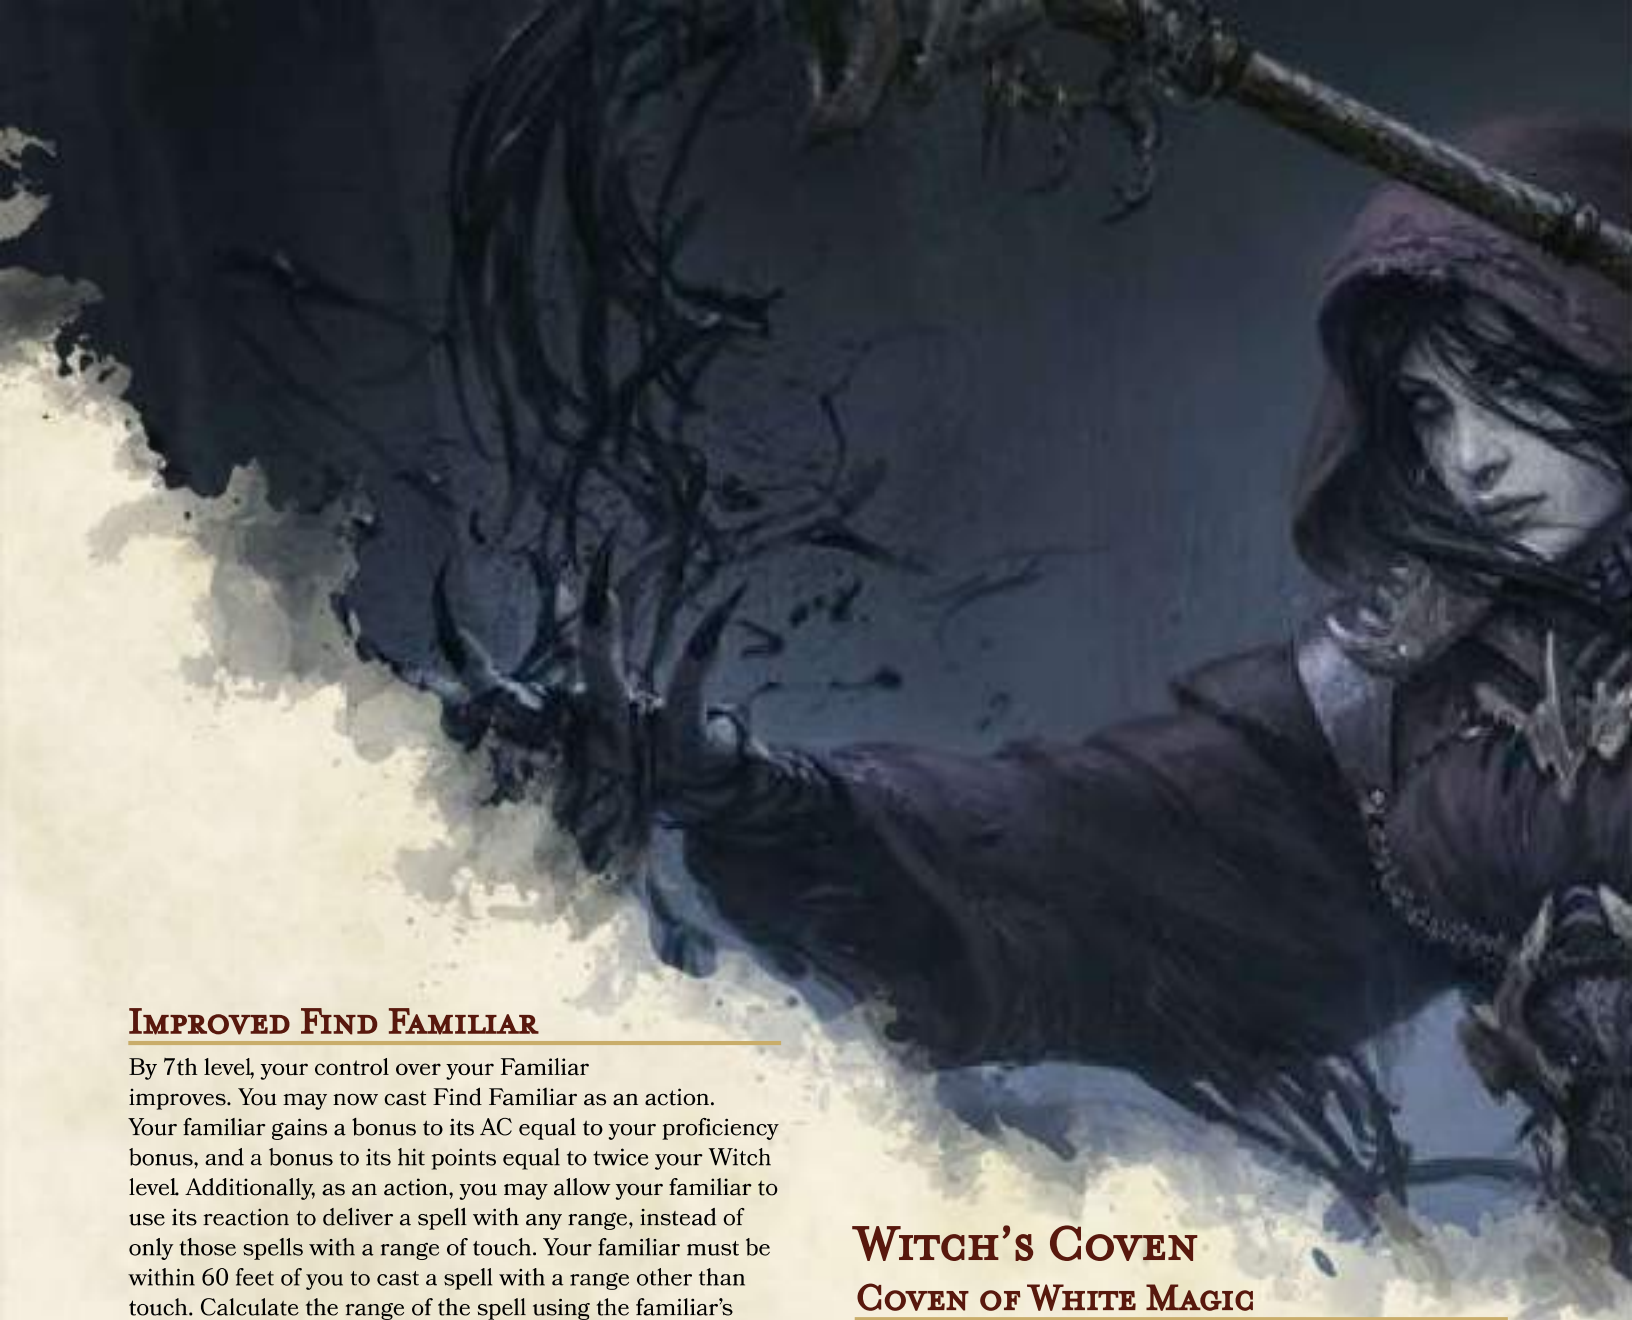 Improved Find Familiar
By 7th level, your control over your Familiar
improves. You may now cast Find Familiar as an action.
Your familiar gains a bonus to its AC equal to your proficiency
bonus, and a bonus to its hit points equal to twice your Witch
level. Additionally, as an action, you may allow your familiar to
use its reaction to deliver a spell with any range, instead of
only those spells with a range of touch. Your familiar must be
within 60 feet of you to cast a spell with a range other than
touch. Calculate the range of the spell using the familiar's
Witch's Coven
Coven of White Magic